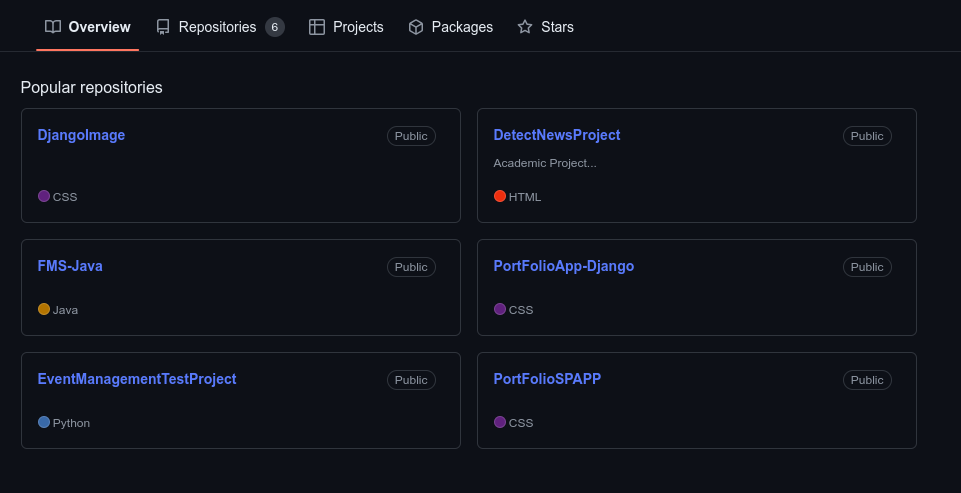 Overview Repositories 6 Projects Packages Stars
Popular repositories
DjangoImage Public
CSS
DetectNewsProject Public
Academic Project...
HTML
FMS-Java Public
Java
PortFolioApp-Django Public
CSS
EventManagementTestProject Public
Python
PortFolioSPAPP Public
CSS